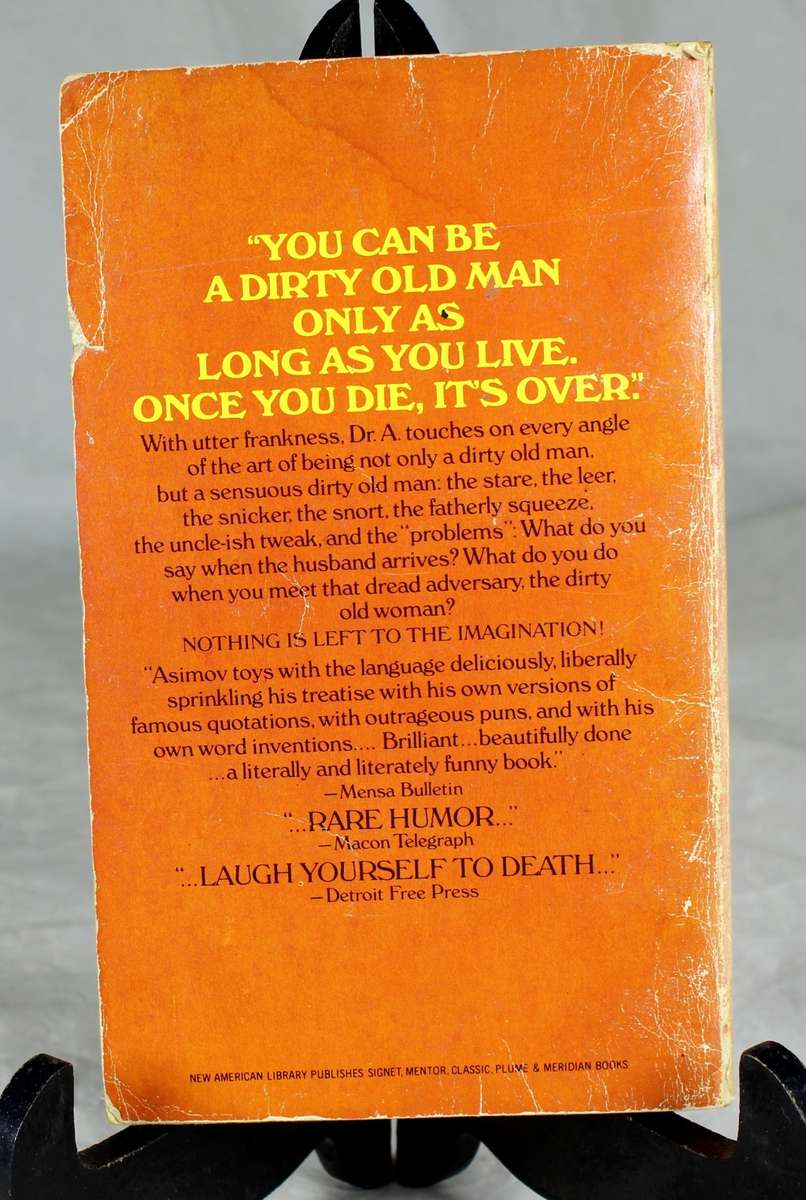 “YOU CAN BE
A DIRTY OLD MAN
ONLY AS
LONG AS YOU LIVE.
ONCE YOU DIE, IT'S OVER.”
With utter frankness, Dr. A. touches on every angle
of the art of being not only a dirty old man,
but a sensuous dirty old man: the stare, the leer,
the snicker, the snort, the fatherly squeeze,
the uncle-ish tweak, and the “problems”: What do you
say when the husband arrives? What do you do
when you meet that dread adversary, the dirty
old woman?
NOTHING IS LEFT TO THE IMAGINATION!
“Asimov toys with the language deliciously, liberally
sprinkling his treatise with his own versions of
famous quotations, with outrageous puns, and with his
own word inventions.... Brilliant...beautifully done
...a literally and literately funny book.”
—Mensa Bulletin
“...RARE HUMOR...”
—Macon Telegraph
“...LAUGH YOURSELF TO DEATH...”
—Detroit Free Press
NEW AMERICAN LIBRARY PUBLISHES SIGNET, MENTOR, CLASSIC, PLUME & MERIDIAN BOOKS